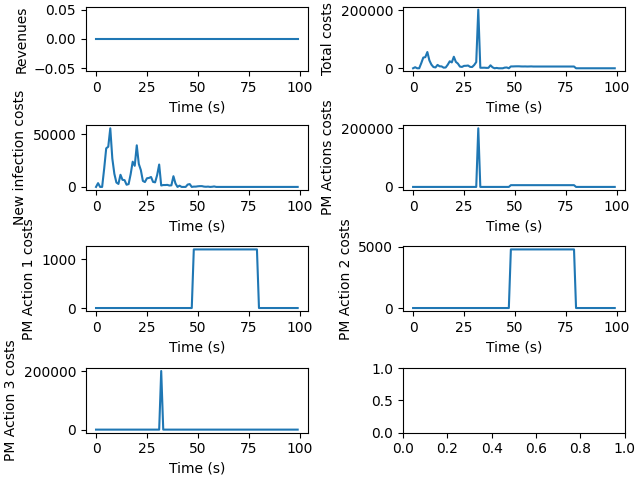 Revenues
0.05
0.00
−0.05
0 25 50 75 100
Time (s)
Total costs
200000
0
0 25 50 75 100
Time (s)
New infection costs
50000
0
0 25 50 75 100
Time (s)
PM Actions costs
200000
0
0 25 50 75 100
Time (s)
PM Action 1 costs
1000
0
0 25 50 75 100
Time (s)
PM Action 2 costs
5000
0
0 25 50 75 100
Time (s)
PM Action 3 costs
200000
0
0 25 50 75 100
Time (s)
1.0
0.5
0.0
0.0 0.2 0.4 0.6 0.8 1.0